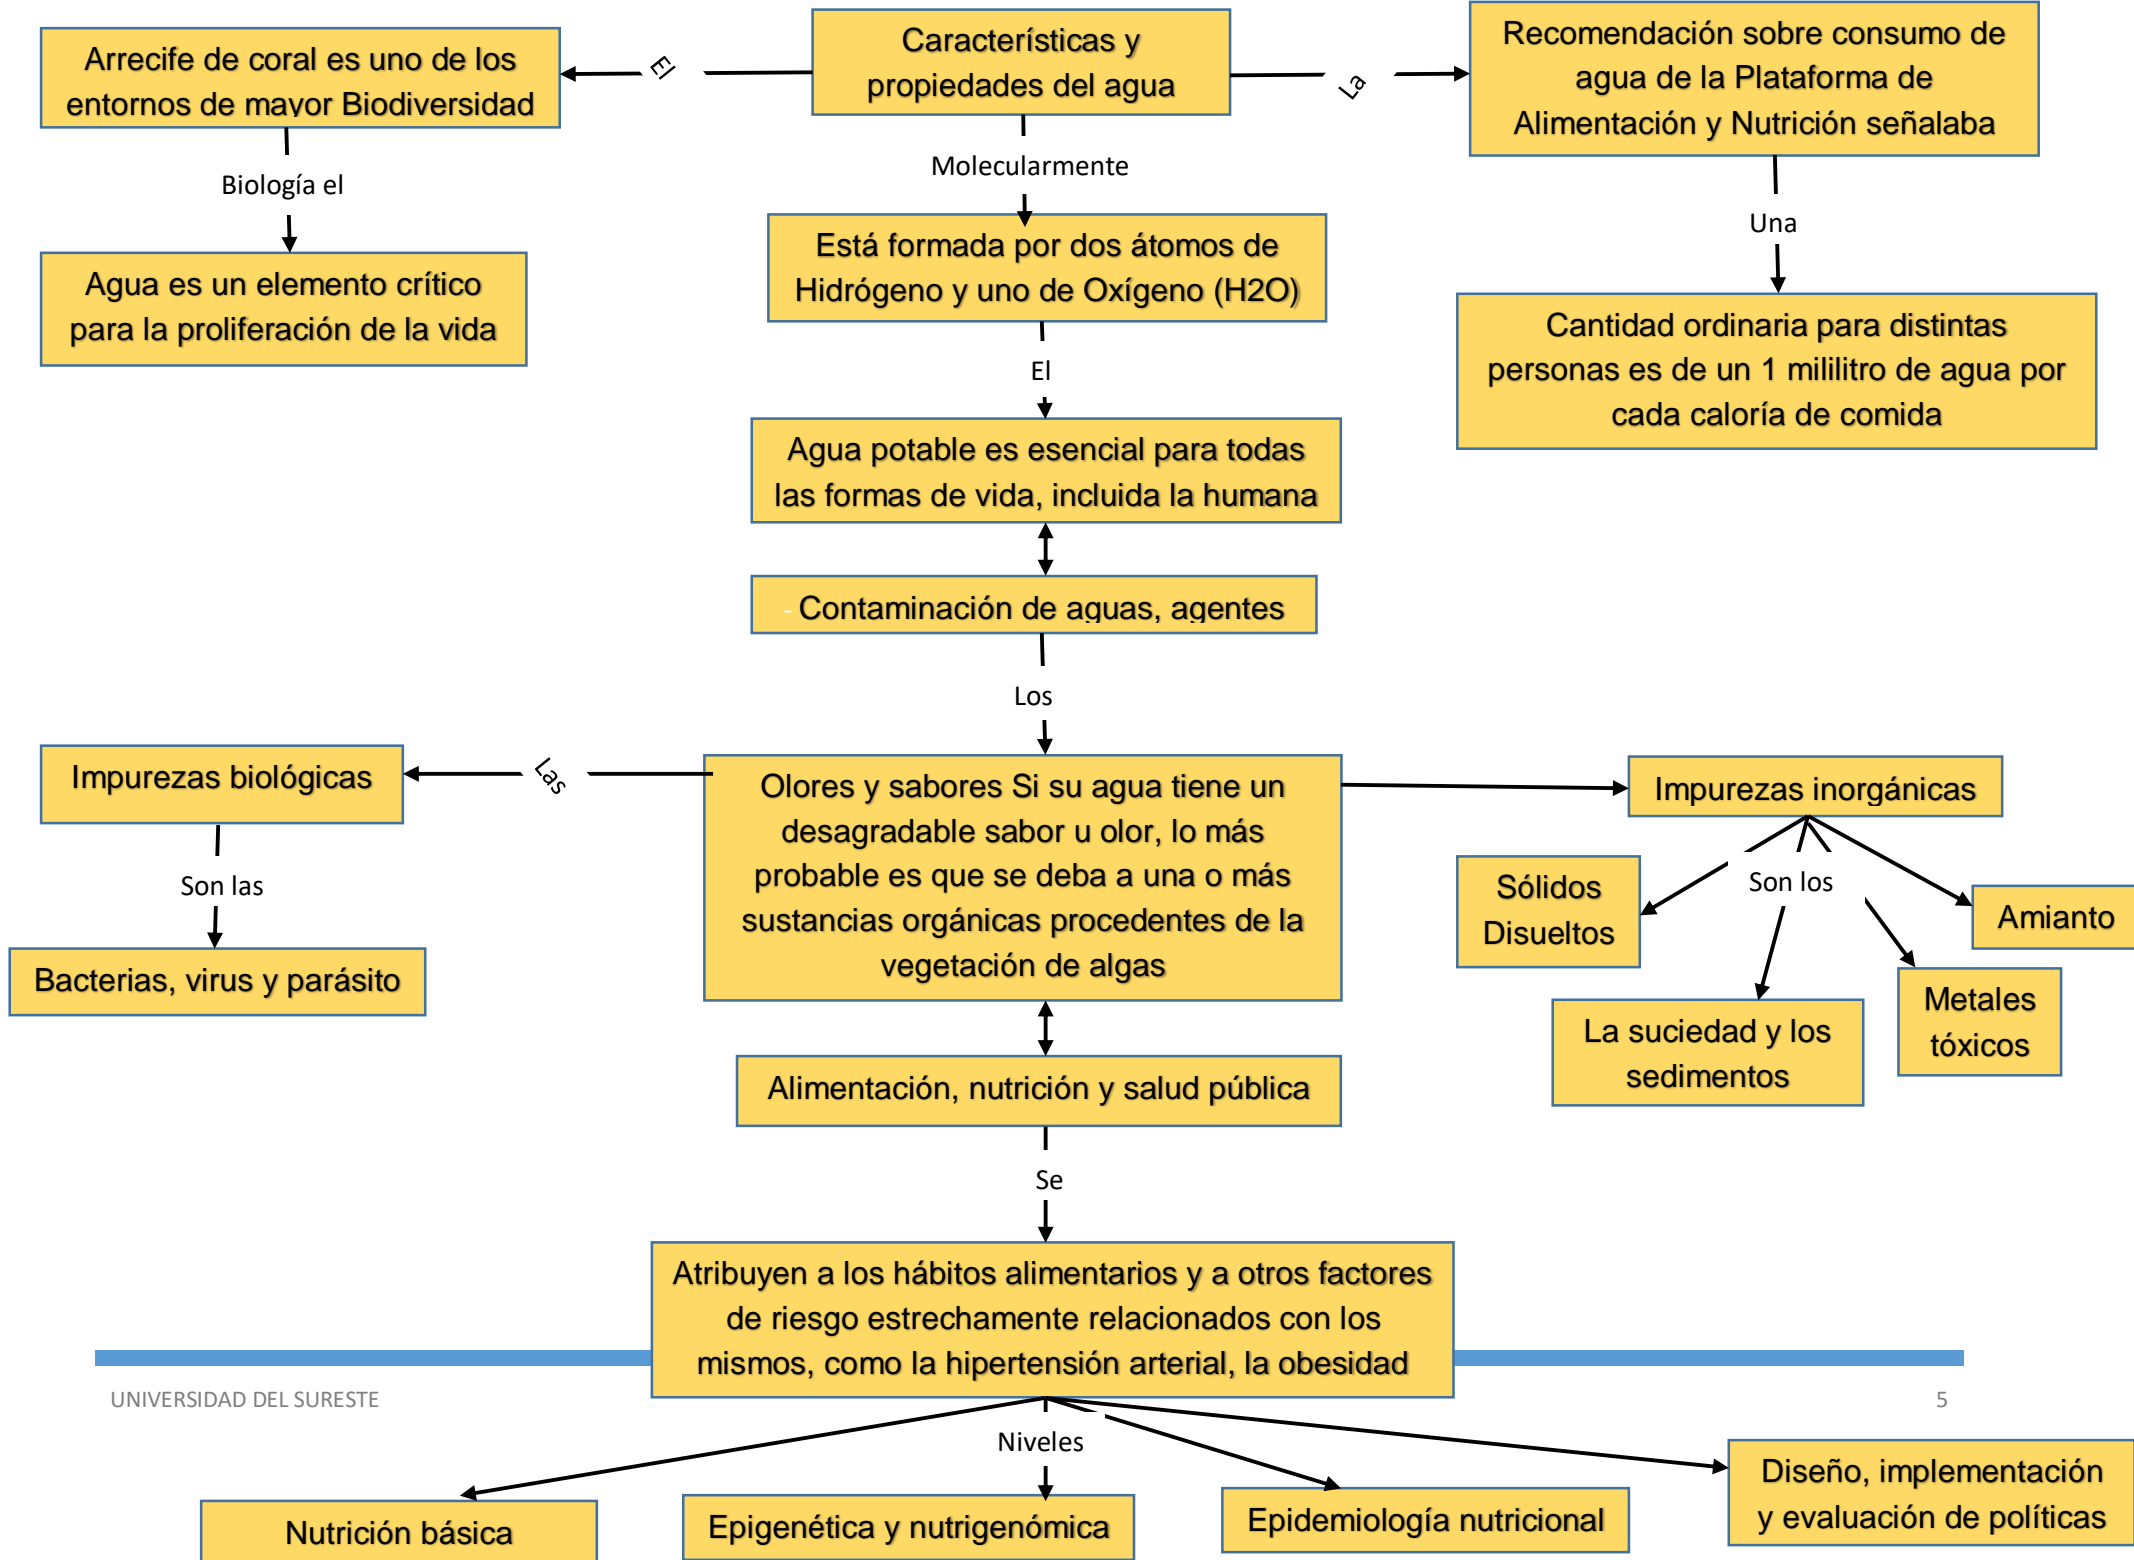 Características y
propiedades del agua
El
Arrecife de coral es uno de los
entornos de mayor Biodiversidad
Biología el
Agua es un elemento crítico
para la proliferación de la vida
La
Recomendación sobre consumo de
agua de la Plataforma de
Alimentación y Nutrición señalaba
Una
Cantidad ordinaria para distintas
personas es de un 1 mililitro de agua por
cada caloría de comida
Molecularmente
Está formada por dos átomos de
Hidrógeno y uno de Oxígeno (H2O)
El
Agua potable es esencial para todas
las formas de vida, incluida la humana
- Contaminación de aguas, agentes
Los
Olores y sabores Si su agua tiene un
desagradable sabor u olor, lo más
probable es que se deba a una o más
sustancias orgánicas procedentes de la
vegetación de algas
Las
Impurezas biológicas
Son las
Bacterias, virus y parásito
Impurezas inorgánicas
Son los
Sólidos
Disueltos
La suciedad y los
sedimentos
Metales
tóxicos
Amianto
Alimentación, nutrición y salud pública
Se
Atribuyen a los hábitos alimentarios y a otros factores
de riesgo estrechamente relacionados con los
mismos, como la hipertensión arterial, la obesidad
UNIVERSIDAD DEL SURESTE
5
Niveles
Nutrición básica
Epigenética y nutrigenómica
Epidemiología nutricional
Diseño, implementación
y evaluación de políticas